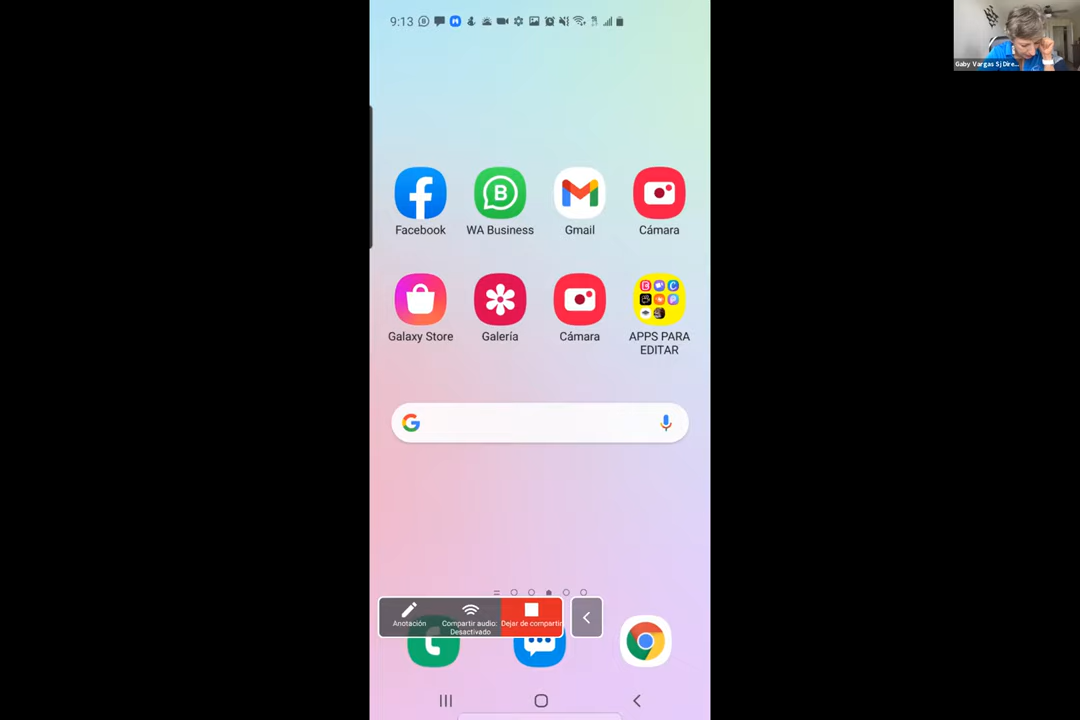 9:13
Gaby Vargas Sj Dire...
Facebook
WA Business
Gmail
Cámara
Galaxy Store
Galería
Cámara
APPS PARA
EDITAR
Anotación
Compartir audio:
Desactivado
Dejar de compartir